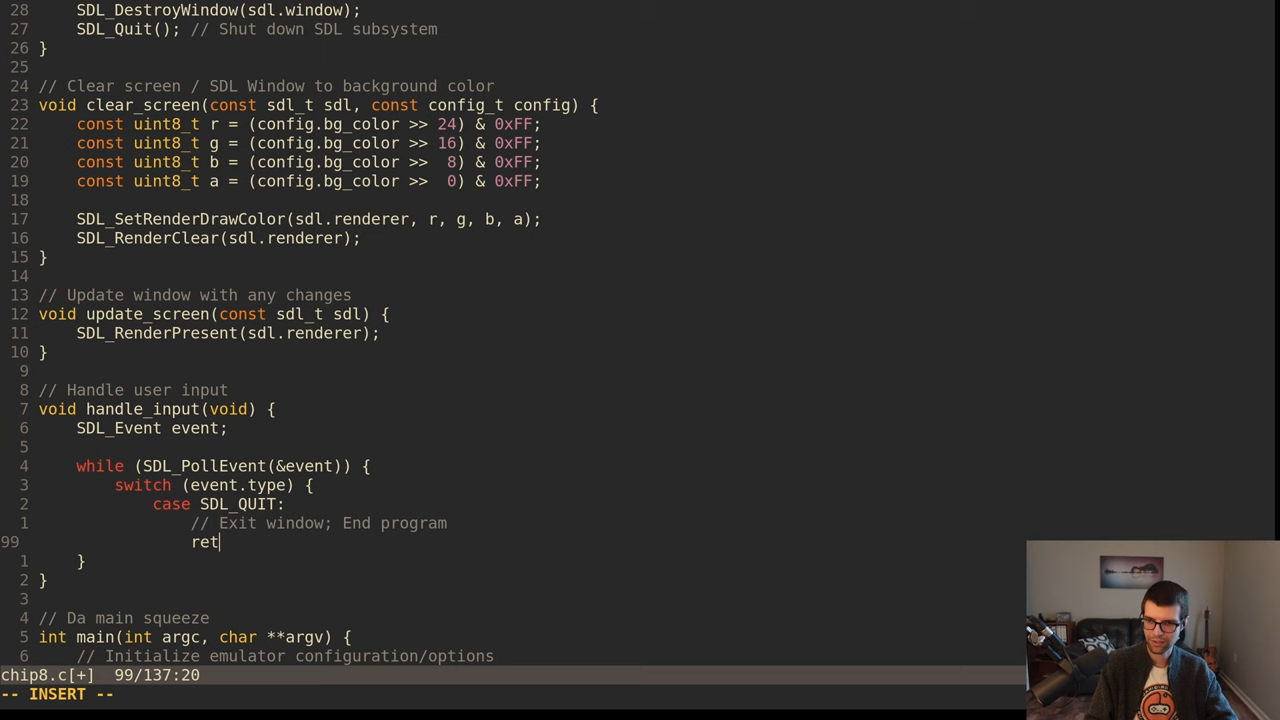 28     SDL_DestroyWindow(sdl.window);
27     SDL_Quit(); // Shut down SDL subsystem
26 }
25
24 // Clear screen / SDL Window to background color
23 void clear_screen(const sdl_t sdl, const config_t config) {
22     const uint8_t r = (config.bg_color >> 24) & 0xFF;
21     const uint8_t g = (config.bg_color >> 16) & 0xFF;
20     const uint8_t b = (config.bg_color >>  8) & 0xFF;
19     const uint8_t a = (config.bg_color >>  0) & 0xFF;
18
17     SDL_SetRenderDrawColor(sdl.renderer, r, g, b, a);
16     SDL_RenderClear(sdl.renderer);
15 }
14
13 // Update window with any changes
12 void update_screen(const sdl_t sdl) {
11     SDL_RenderPresent(sdl.renderer);
10 }
9
8 // Handle user input
7 void handle_input(void) {
6     SDL_Event event;
5
4     while (SDL_PollEvent(&event)) {
3         switch (event.type) {
2             case SDL_QUIT:
1                 // Exit window; End program
99                 ret
1     }
2 }
3
4 // Da main squeeze
5 int main(int argc, char **argv) {
6     // Initialize emulator configuration/options
chip8.c[+]  99/137:20
-- INSERT --